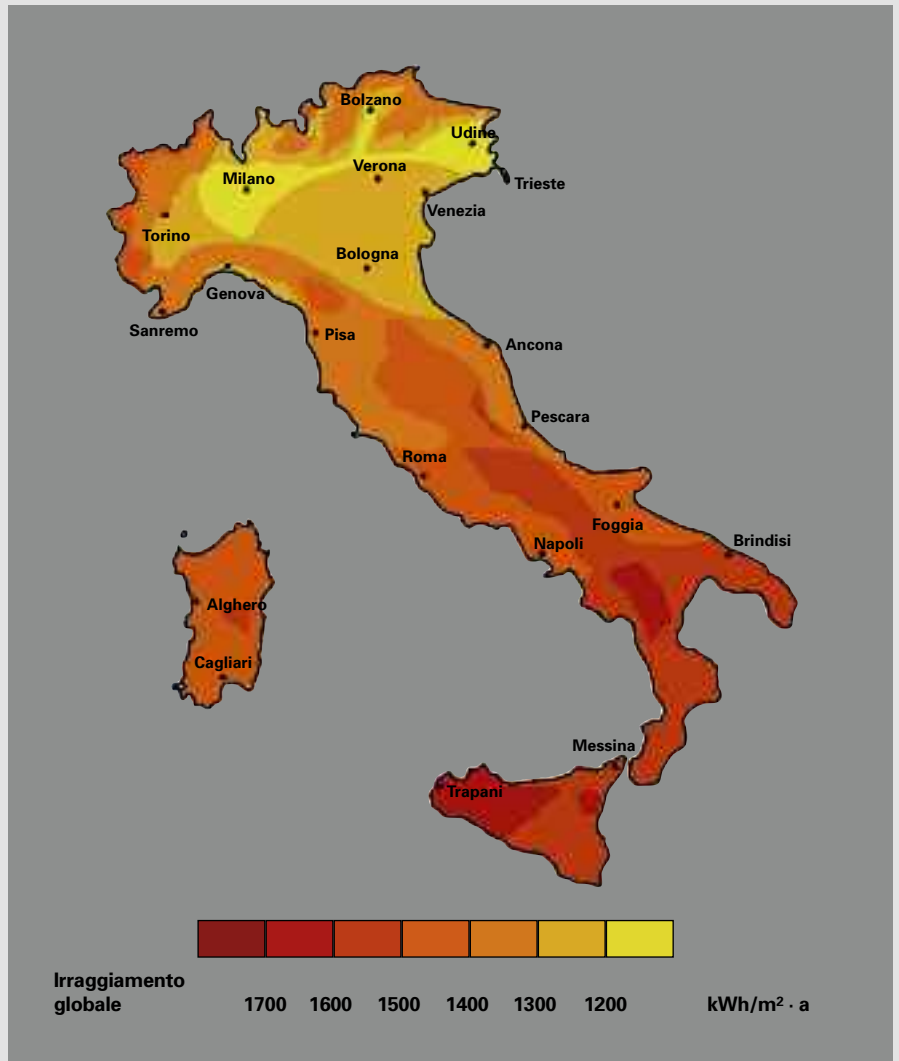 Bolzano
Udine
Verona
Milano
Trieste
Venezia
Torino
Bologna
Genova
Sanremo
Pisa
Ancona
Pescara
Roma
Foggia
Napoli
Brindisi
Alghero
Cagliari
Messina
Trapani
Irraggiamento
globale 1700 1600 1500 1400 1300 1200 kWh/m² · a